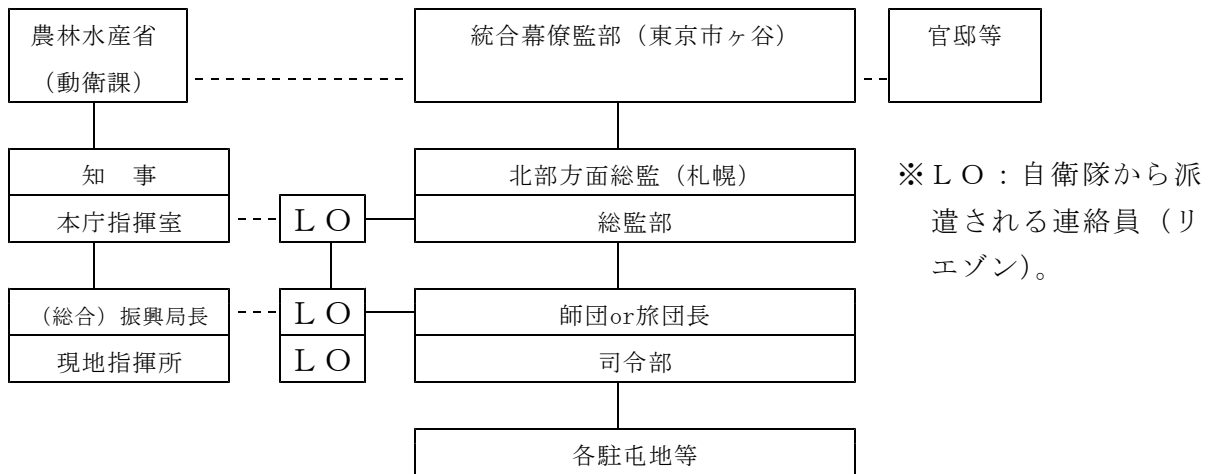 農林水産省
（動衛課）
統合幕僚監部（東京市ヶ谷）
官邸等
知　事
本庁指揮室
ＬＯ
北部方面総監（札幌）
総監部
※ＬＯ：自衛隊から派
遣される連絡員（リ
エゾン）。
（総合）振興局長
現地指揮所
ＬＯ
ＬＯ
師団or旅団長
司令部
各駐屯地等